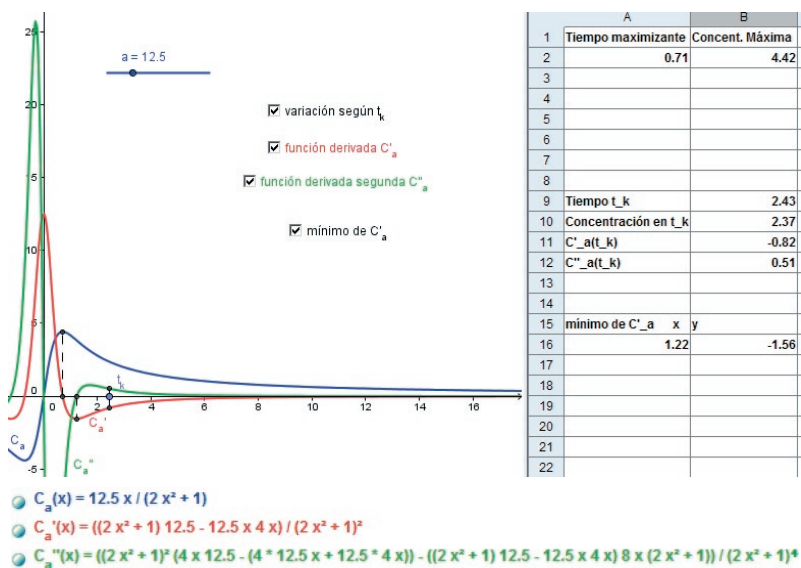 a = 12.5
variación según t_k
función derivada C'_a
función derivada segunda C''_a
mínimo de C'_a
25
20
15
10
5
0
-5
0 2 4 6 8 10 12 14 16
t_k
C_a
C_a'
C_a''
A B
1 Tiempo maximizante Concent. Máxima
2 0.71 4.42
3
4
5
6
7
8
9 Tiempo t_k 2.43
10 Concentración en t_k 2.37
11 C'_a(t_k) -0.82
12 C''_a(t_k) 0.51
13
14
15 mínimo de C'_a x y
16 1.22 -1.56
17
18
19
20
21
22
C_a(x) = 12.5 x / (2 x² + 1)
C_a'(x) = ((2 x² + 1) 12.5 - 12.5 x 4 x) / (2 x² + 1)²
C_a''(x) = ((2 x² + 1)² (4 x 12.5 - (4 * 12.5 x + 12.5 * 4 x)) - ((2 x² + 1) 12.5 - 12.5 x 4 x) 8 x (2 x² + 1)) / (2 x² + 1)⁴